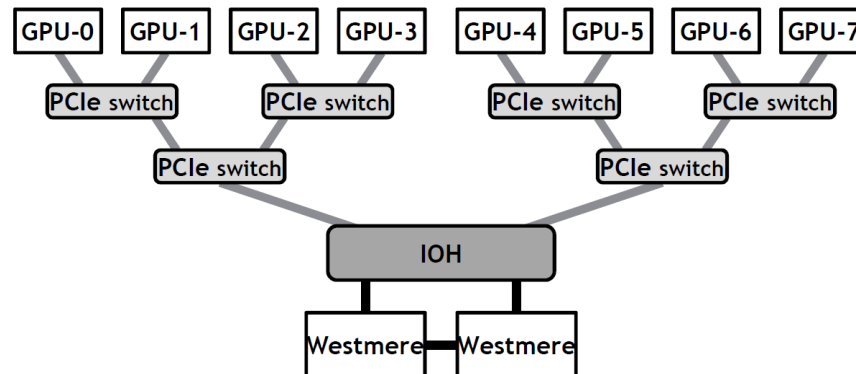 GPU-0 GPU-1 GPU-2 GPU-3 GPU-4 GPU-5 GPU-6 GPU-7
PCIe switch PCIe switch PCIe switch PCIe switch
PCIe switch PCIe switch
IOH
Westmere Westmere